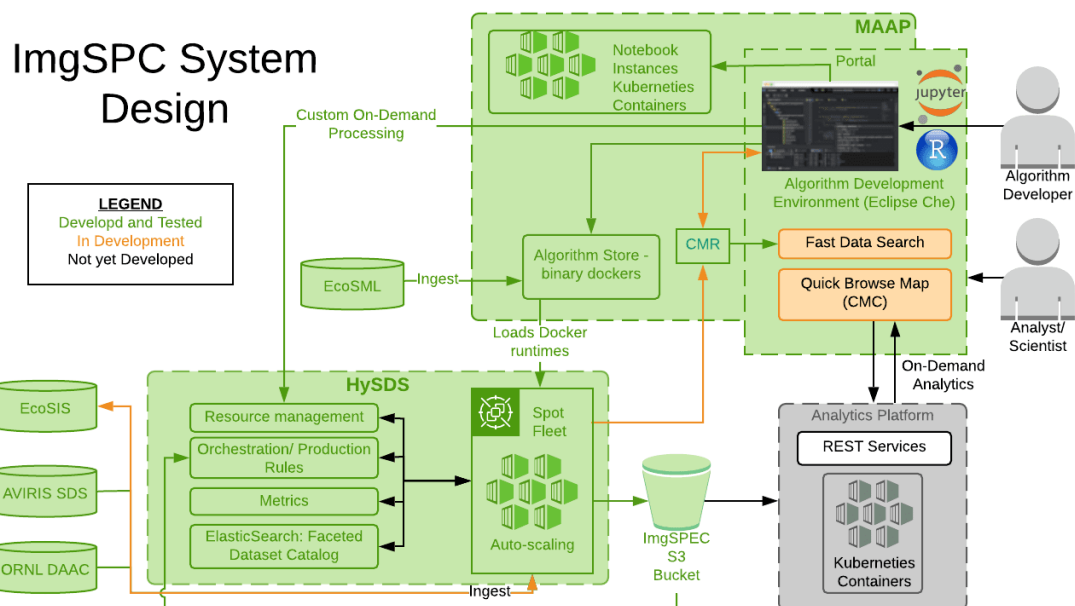 ImgSPC System
Design
LEGEND
Developd and Tested
In Development
Not yet Developed
MAAP
Notebook
Instances
Kubernetes
Containers
Portal
jupyter
R
Algorithm Development
Environment (Eclipse Che)
Algorithm
Developer
Custom On-Demand
Processing
EcoSML
Ingest
Algorithm Store -
binary dockers
CMR
Fast Data Search
Quick Browse Map
(CMC)
Analyst/
Scientist
Loads Docker
runtimes
On-Demand
Analytics
HySDS
EcoSIS
AVIRIS SDS
ORNL DAAC
Resource management
Orchestration/ Production
Rules
Metrics
ElasticSearch: Faceted
Dataset Catalog
Spot
Fleet
Auto-scaling
Ingest
ImgSPEC
S3
Bucket
Analytics Platform
REST Services
Kuberneties
Containers